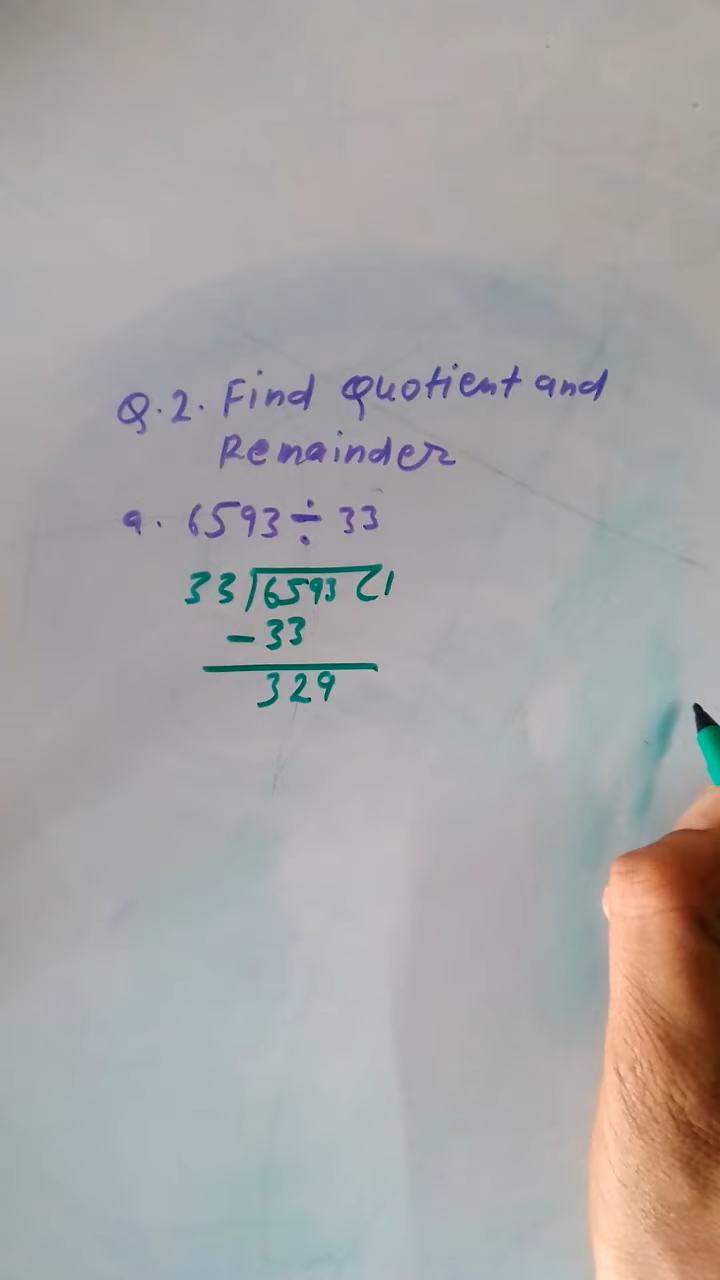 Q.2. Find Quotient and
Remainder
a. 6593 ÷ 33
33)6593(1
-33
329